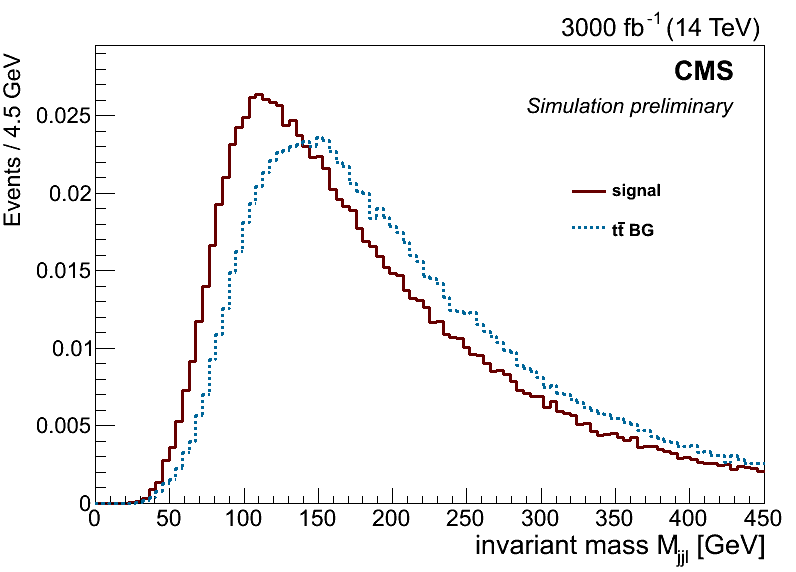 3000 fb⁻¹ (14 TeV)
CMS
Simulation preliminary
Events / 4.5 GeV
signal
tt̄ BG
0.025
0.02
0.015
0.01
0.005
0
0 50 100 150 200 250 300 350 400 450
invariant mass M_jjl [GeV]